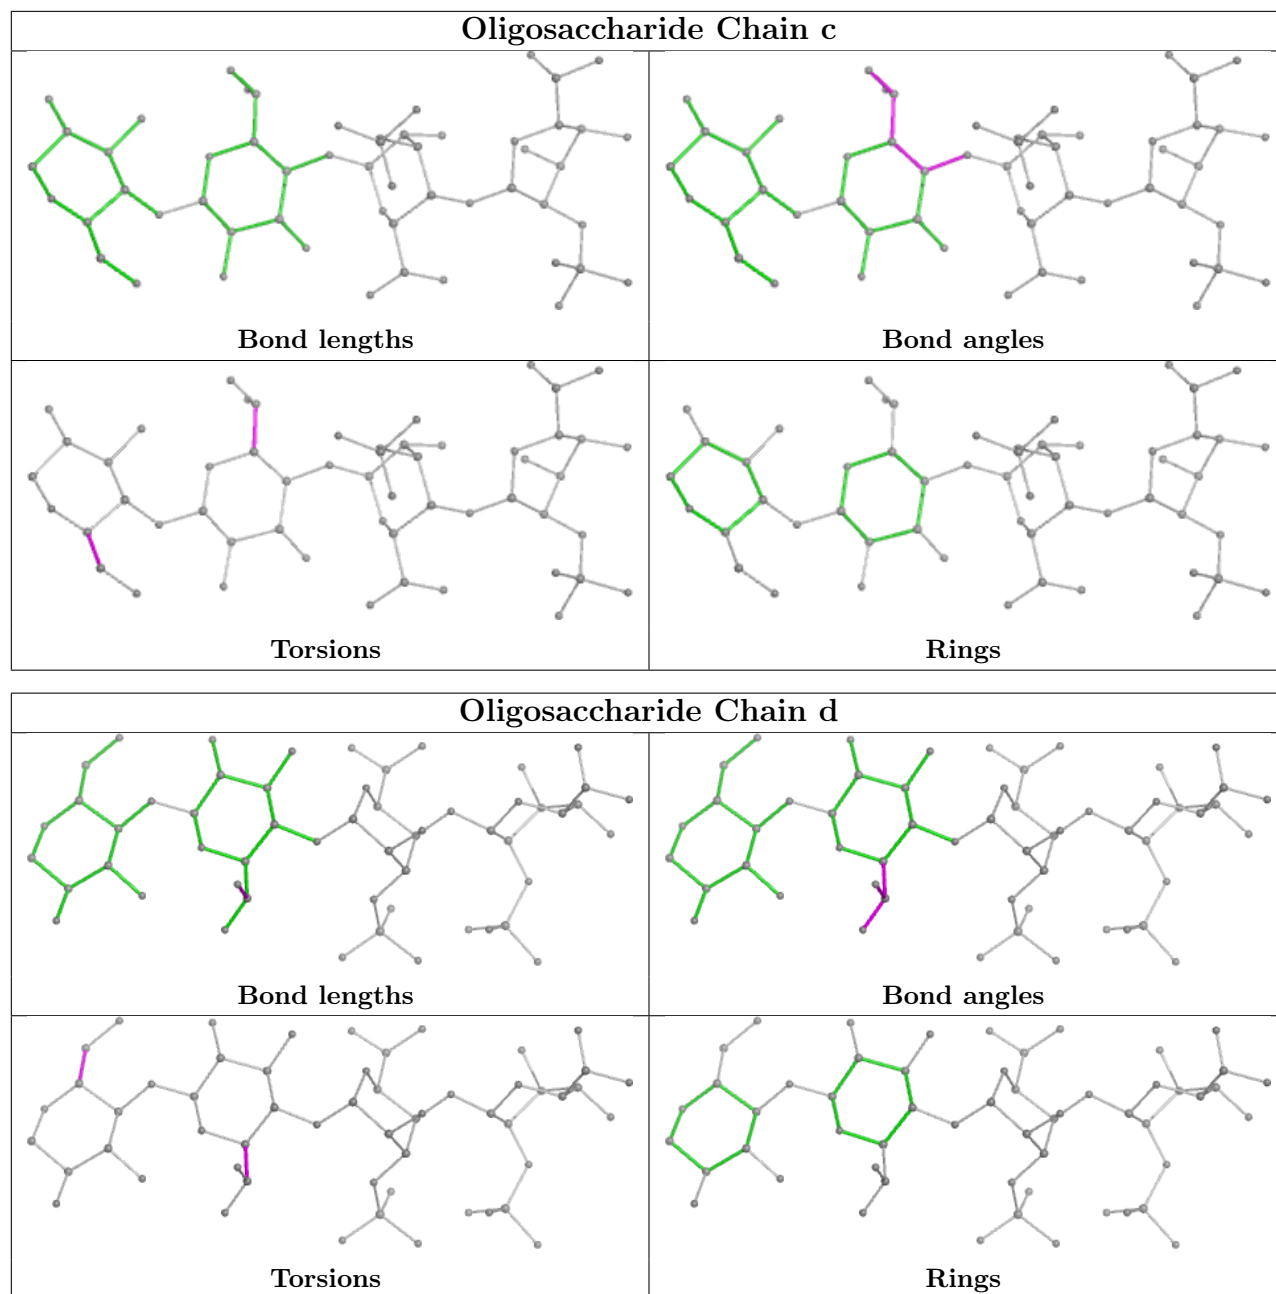 Oligosaccharide Chain c
Bond lengths
Bond angles
Torsions
Rings
Oligosaccharide Chain d
Bond lengths
Bond angles
Torsions
Rings